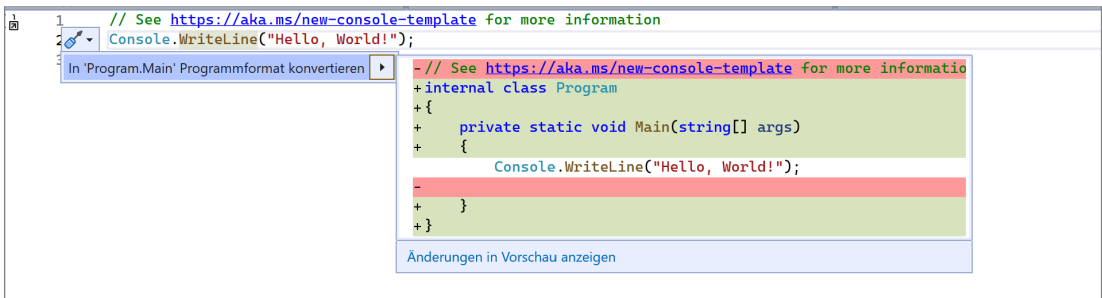 1 // See https://aka.ms/new-console-template for more information
2 Console.WriteLine("Hello, World!");
3
In 'Program.Main' Programmformat konvertieren
-// See https://aka.ms/new-console-template for more informatio
+internal class Program
+{
+    private static void Main(string[] args)
+    {
        Console.WriteLine("Hello, World!");
-
+    }
+}
Änderungen in Vorschau anzeigen